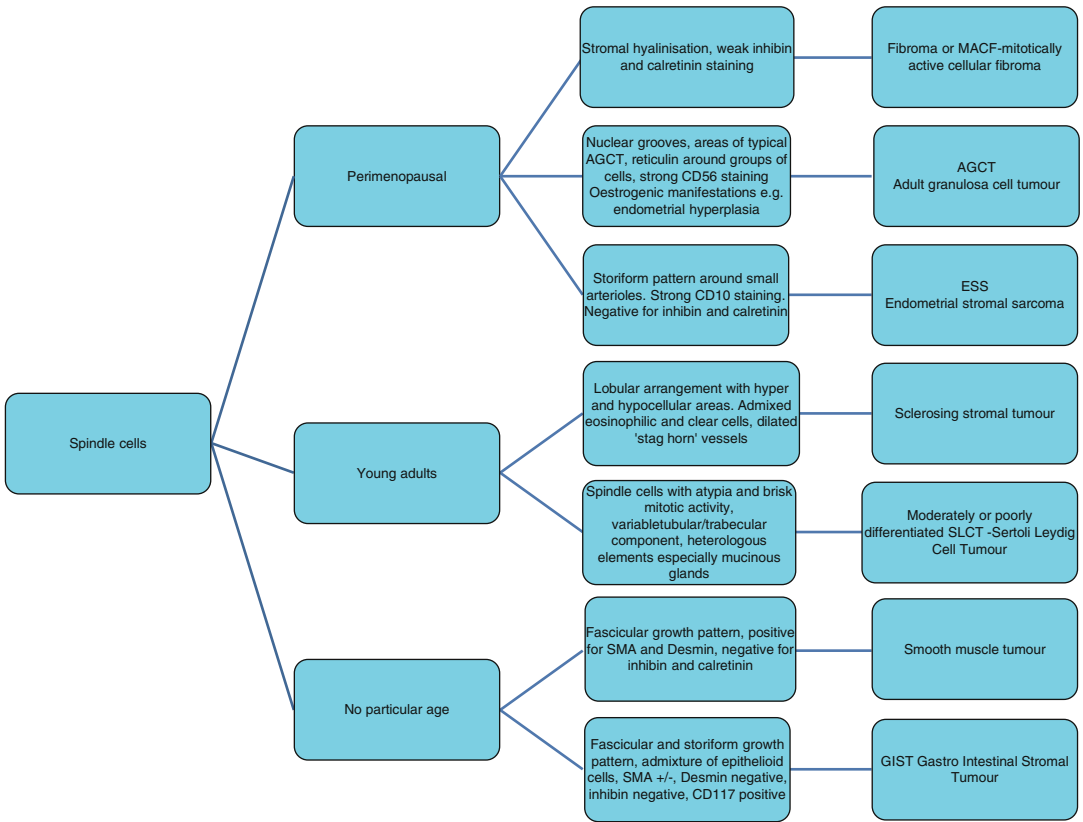 Spindle cells
Perimenopausal
Stromal hyalinisation, weak inhibin
and calretinin staining
Fibroma or MACF-mitotically
active cellular fibroma
Nuclear grooves, areas of typical
AGCT, reticulin around groups of
cells, strong CD56 staining
Oestrogenic manifestations e.g.
endometrial hyperplasia
AGCT
Adult granulosa cell tumour
Storiform pattern around small
arterioles. Strong CD10 staining.
Negative for inhibin and calretinin
ESS
Endometrial stromal sarcoma
Young adults
Lobular arrangement with hyper
and hypocellular areas. Admixed
eosinophilic and clear cells, dilated
'stag horn' vessels
Sclerosing stromal tumour
Spindle cells with atypia and brisk
mitotic activity,
variabletubular/trabecular
component, heterologous
elements especially mucinous
glands
Moderately or poorly
differentiated SLCT -Sertoli Leydig
Cell Tumour
No particular age
Fascicular growth pattern, positive
for SMA and Desmin, negative for
inhibin and calretinin
Smooth muscle tumour
Fascicular and storiform growth
pattern, admixture of epithelioid
cells, SMA +/-, Desmin negative,
inhibin negative, CD117 positive
GIST Gastro Intestinal Stromal
Tumour